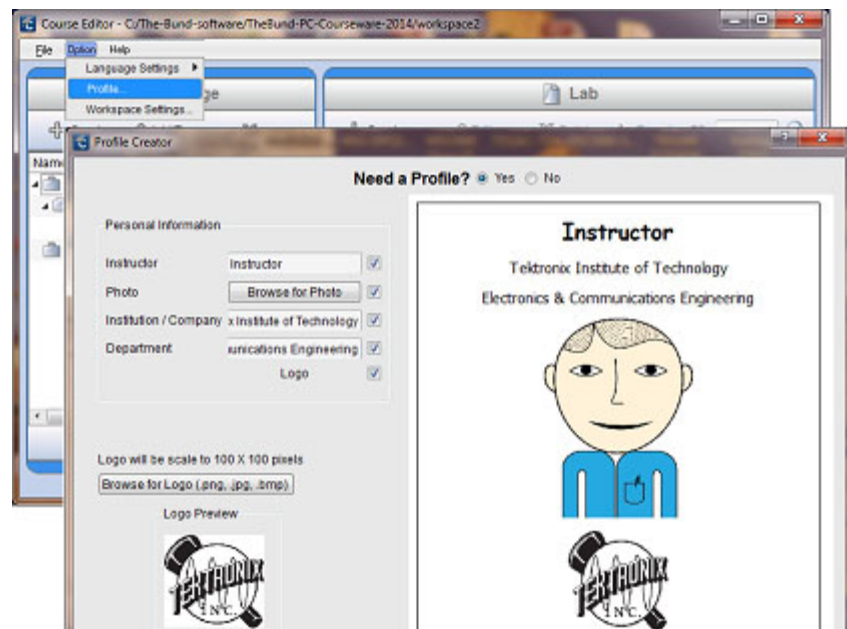 Course Editor - C:/The-Bund-software/TheBund-PC-Courseware-2014/workspace2
File Option Help
Language Settings
Profile...
Workspace Settings...
ge
Lab
Profile Creator
Name
Need a Profile? Yes No
Personal Information
Instructor Instructor
Photo Browse for Photo
Institution / Company x Institute of Technology
Department unications Engineering
Logo
Logo will be scale to 100 X 100 pixels
Browse for Logo (.png, .jpg, .bmp)
Logo Preview
TEKTRONIX
INC.
Instructor
Tektronix Institute of Technology
Electronics & Communications Engineering
TEKTRONIX
INC.